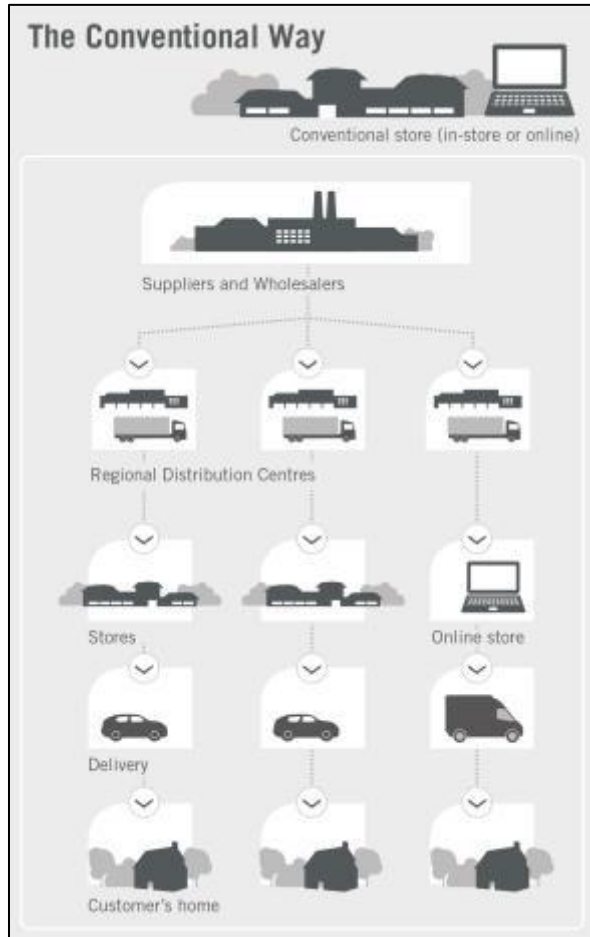 The Conventional Way
Conventional store (in-store or online)
Suppliers and Wholesalers
Regional Distribution Centres
Stores
Online store
Delivery
Customer's home